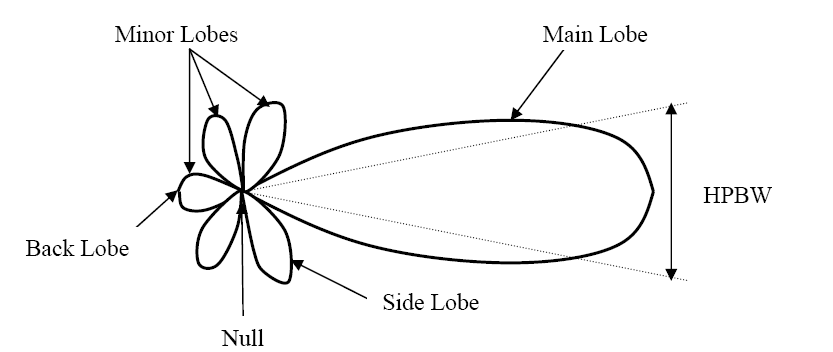 Minor Lobes
Main Lobe
HPBW
Back Lobe
Side Lobe
Null